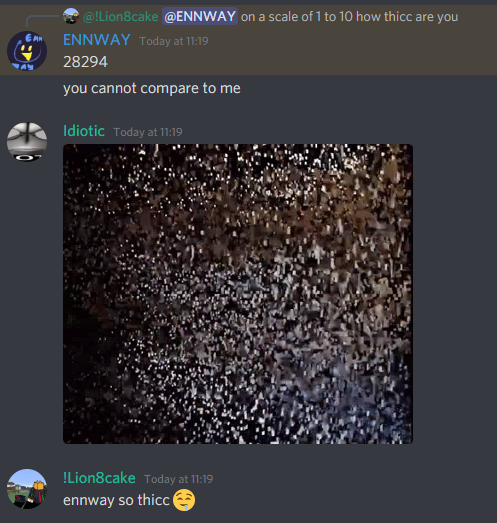 @!Lion8cake @ENNWAY on a scale of 1 to 10 how thicc are you
ENNWAY Today at 11:19
28294
you cannot compare to me
Idiotic Today at 11:19
!Lion8cake Today at 11:19
ennway so thicc🤤